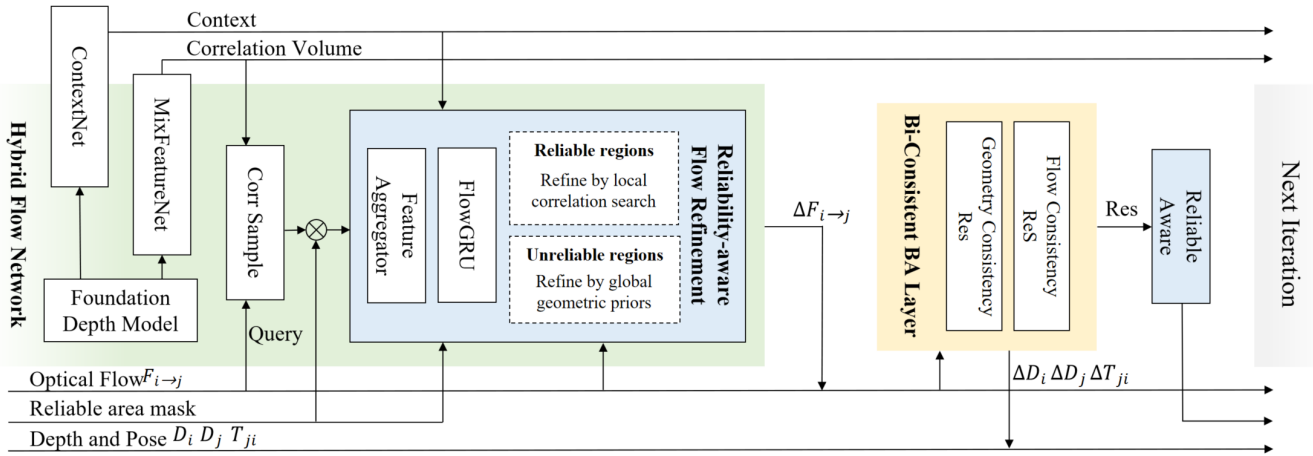 Context
Correlation Volume
ContextNet
MixFeatureNet
Hybrid Flow Network
Foundation
Depth Model
Corr Sample
Query
Feature
Aggregator
FlowGRU
Reliable regions
Refine by local
correlation search
Unreliable regions
Refine by global
geometric priors
Reliability-aware
Flow Refinement
ΔF_{i→j}
Bi-Consistent BA Layer
Geometry Consistency
Res
Flow Consistency
ReS
Res
Reliable
Aware
Next Iteration
Optical Flow F_{i→j}
ΔD_i ΔD_j ΔT_{ji}
Reliable area mask
Depth and Pose D_i D_j T_{ji}